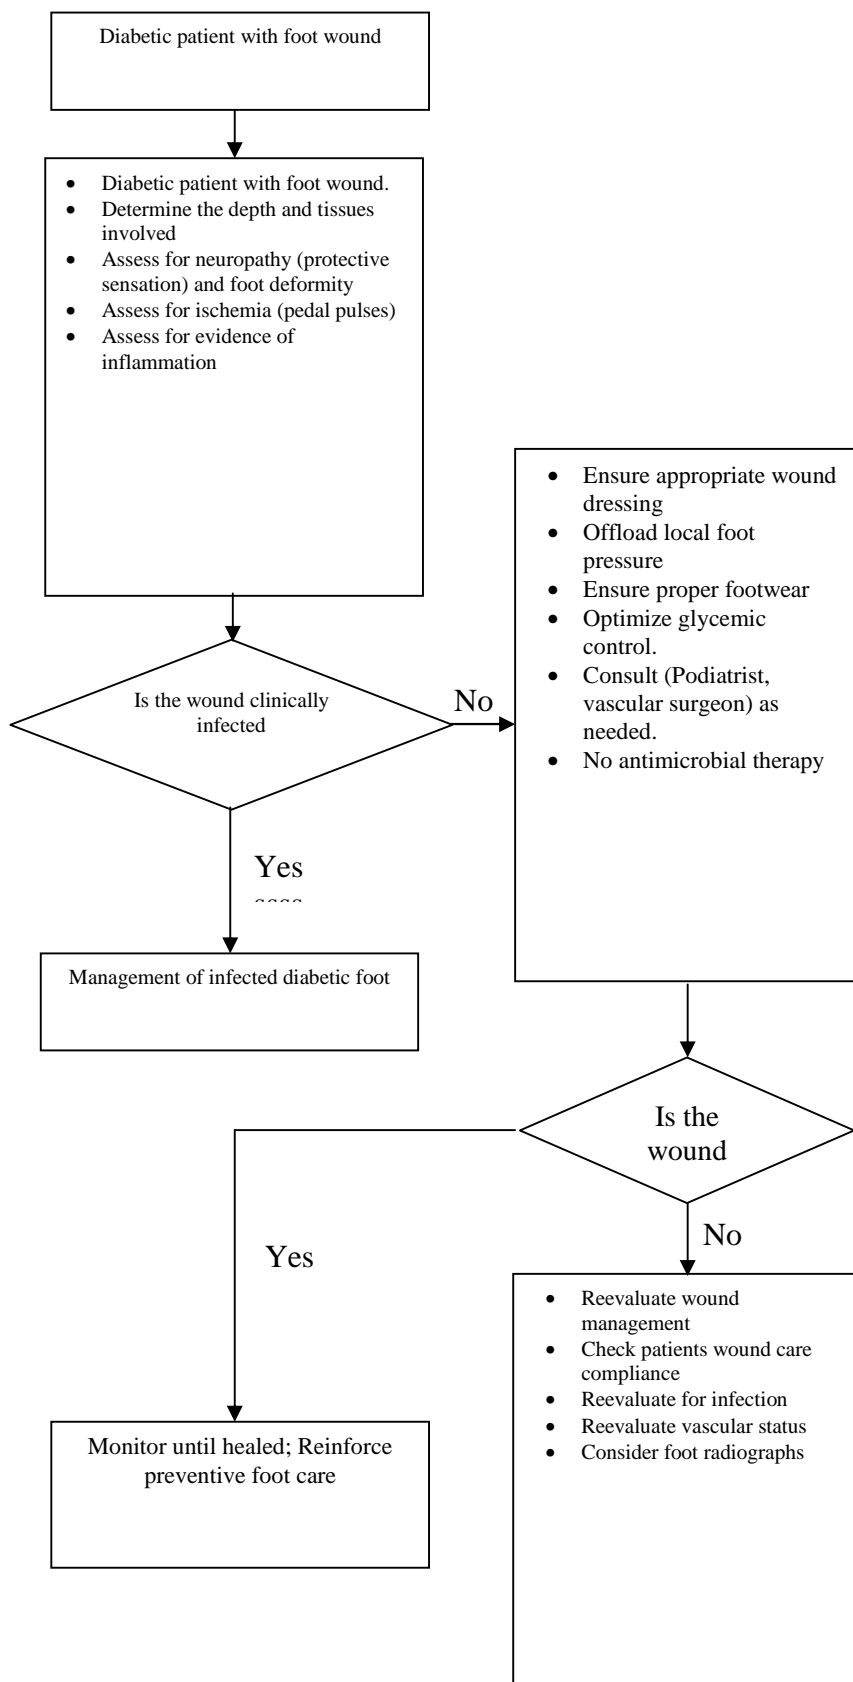 Diabetic patient with foot wound
• Diabetic patient with foot wound.
• Determine the depth and tissues
involved
• Assess for neuropathy (protective
sensation) and foot deformity
• Assess for ischemia (pedal pulses)
• Assess for evidence of
inflammation
Is the wound clinically
infected
No
• Ensure appropriate wound
dressing
• Offload local foot
pressure
• Ensure proper footwear
• Optimize glycemic
control.
• Consult (Podiatrist,
vascular surgeon) as
needed.
• No antimicrobial therapy
Yes
Management of infected diabetic foot
Is the
wound
Yes
No
• Reevaluate wound
management
• Check patients wound care
compliance
• Reevaluate for infection
• Reevaluate vascular status
• Consider foot radiographs
Monitor until healed; Reinforce
preventive foot care